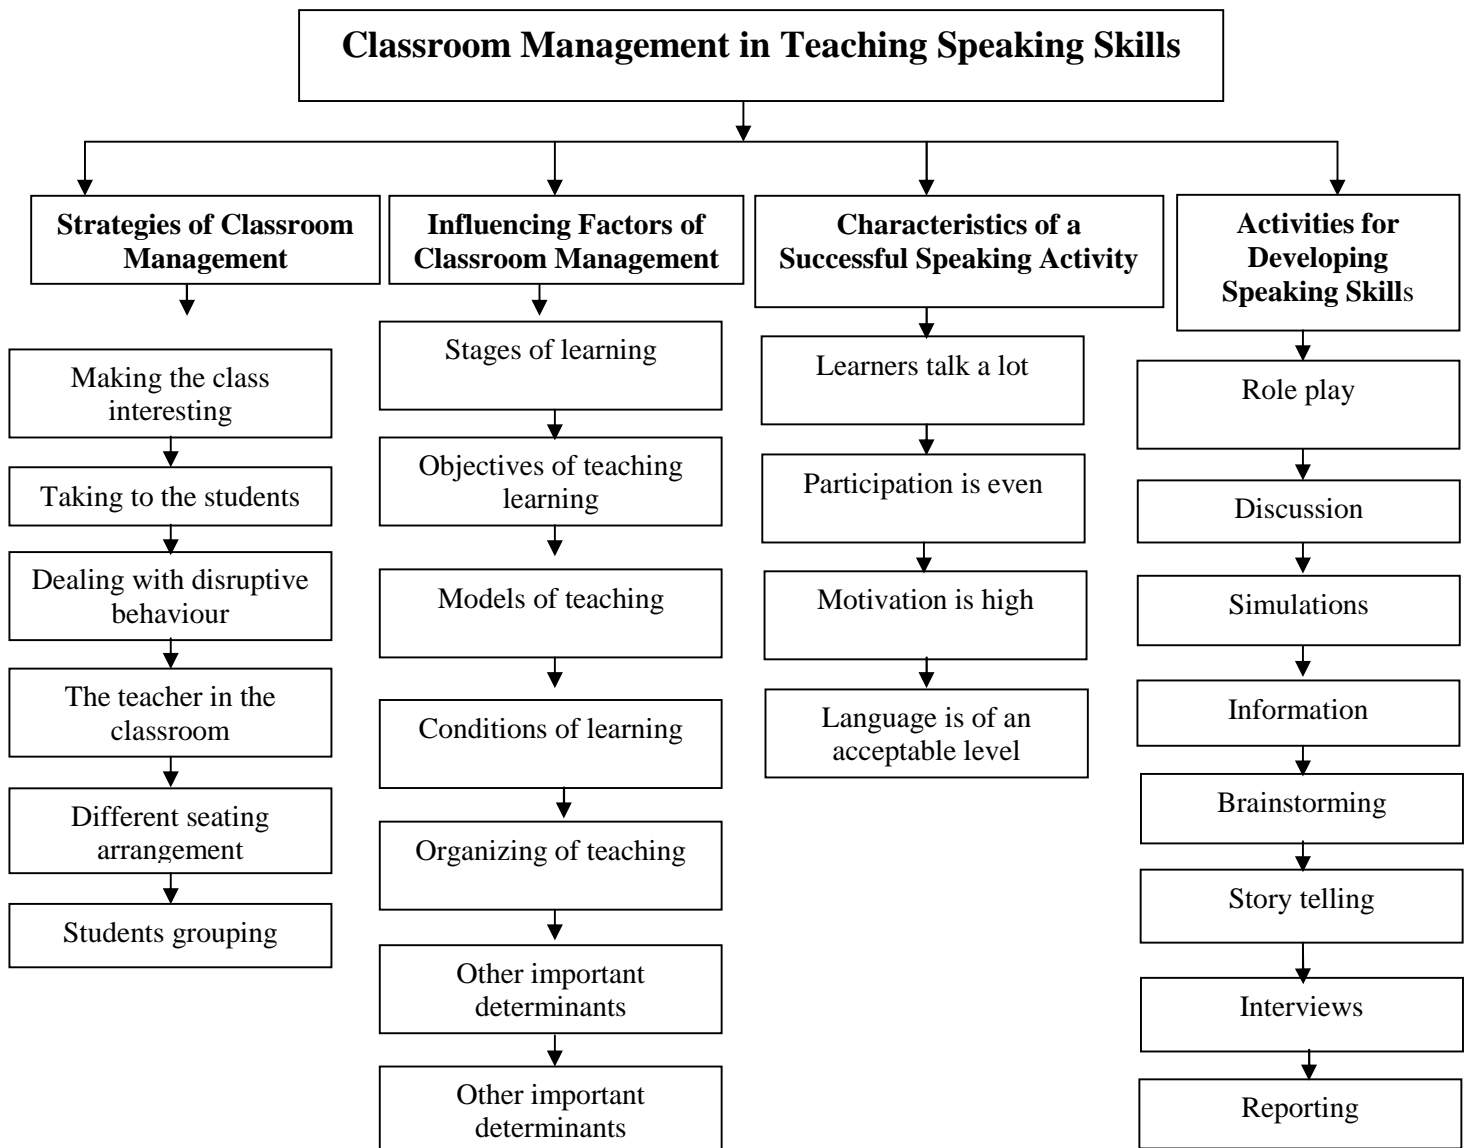 Classroom Management in Teaching Speaking Skills
Strategies of Classroom
Management
Making the class
interesting
Taking to the students
Dealing with disruptive
behaviour
The teacher in the
classroom
Different seating
arrangement
Students grouping
Influencing Factors of
Classroom Management
Stages of learning
Objectives of teaching
learning
Models of teaching
Conditions of learning
Organizing of teaching
Other important
determinants
Other important
determinants
Characteristics of a
Successful Speaking Activity
Learners talk a lot
Participation is even
Motivation is high
Language is of an
acceptable level
Activities for
Developing
Speaking Skills
Role play
Discussion
Simulations
Information
Brainstorming
Story telling
Interviews
Reporting